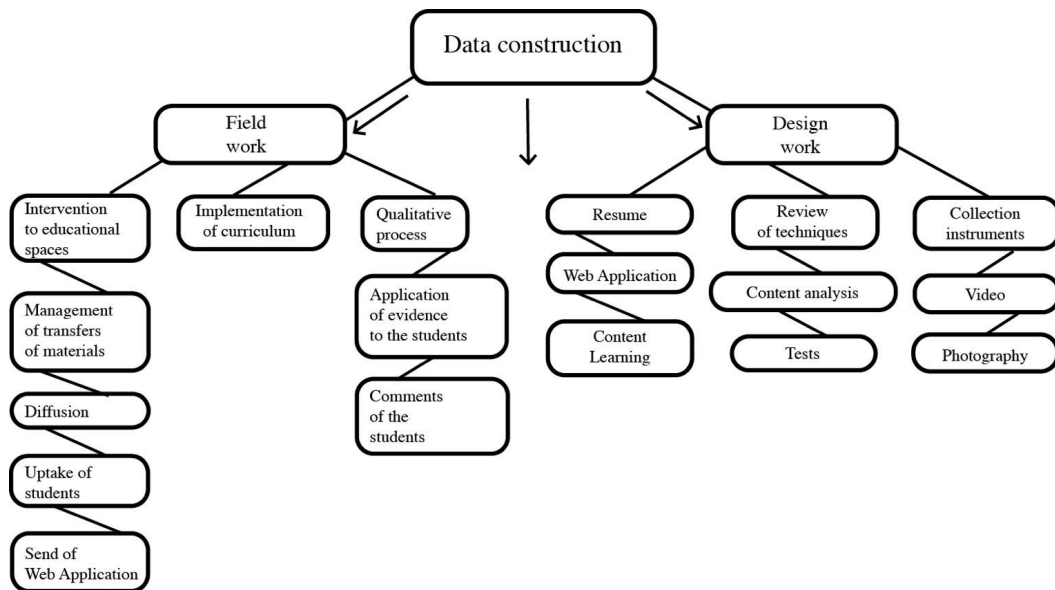 Data construction
Field
work
Design
work
Intervention
to educational
spaces
Management
of transfers
of materials
Diffusion
Uptake of
students
Send of
Web Application
Implementation
of curriculum
Qualitative
process
Application
of evidence
to the students
Comments
of the
students
Resume
Web Application
Content
Learning
Review
of techniques
Content analysis
Tests
Collection
instruments
Video
Photography